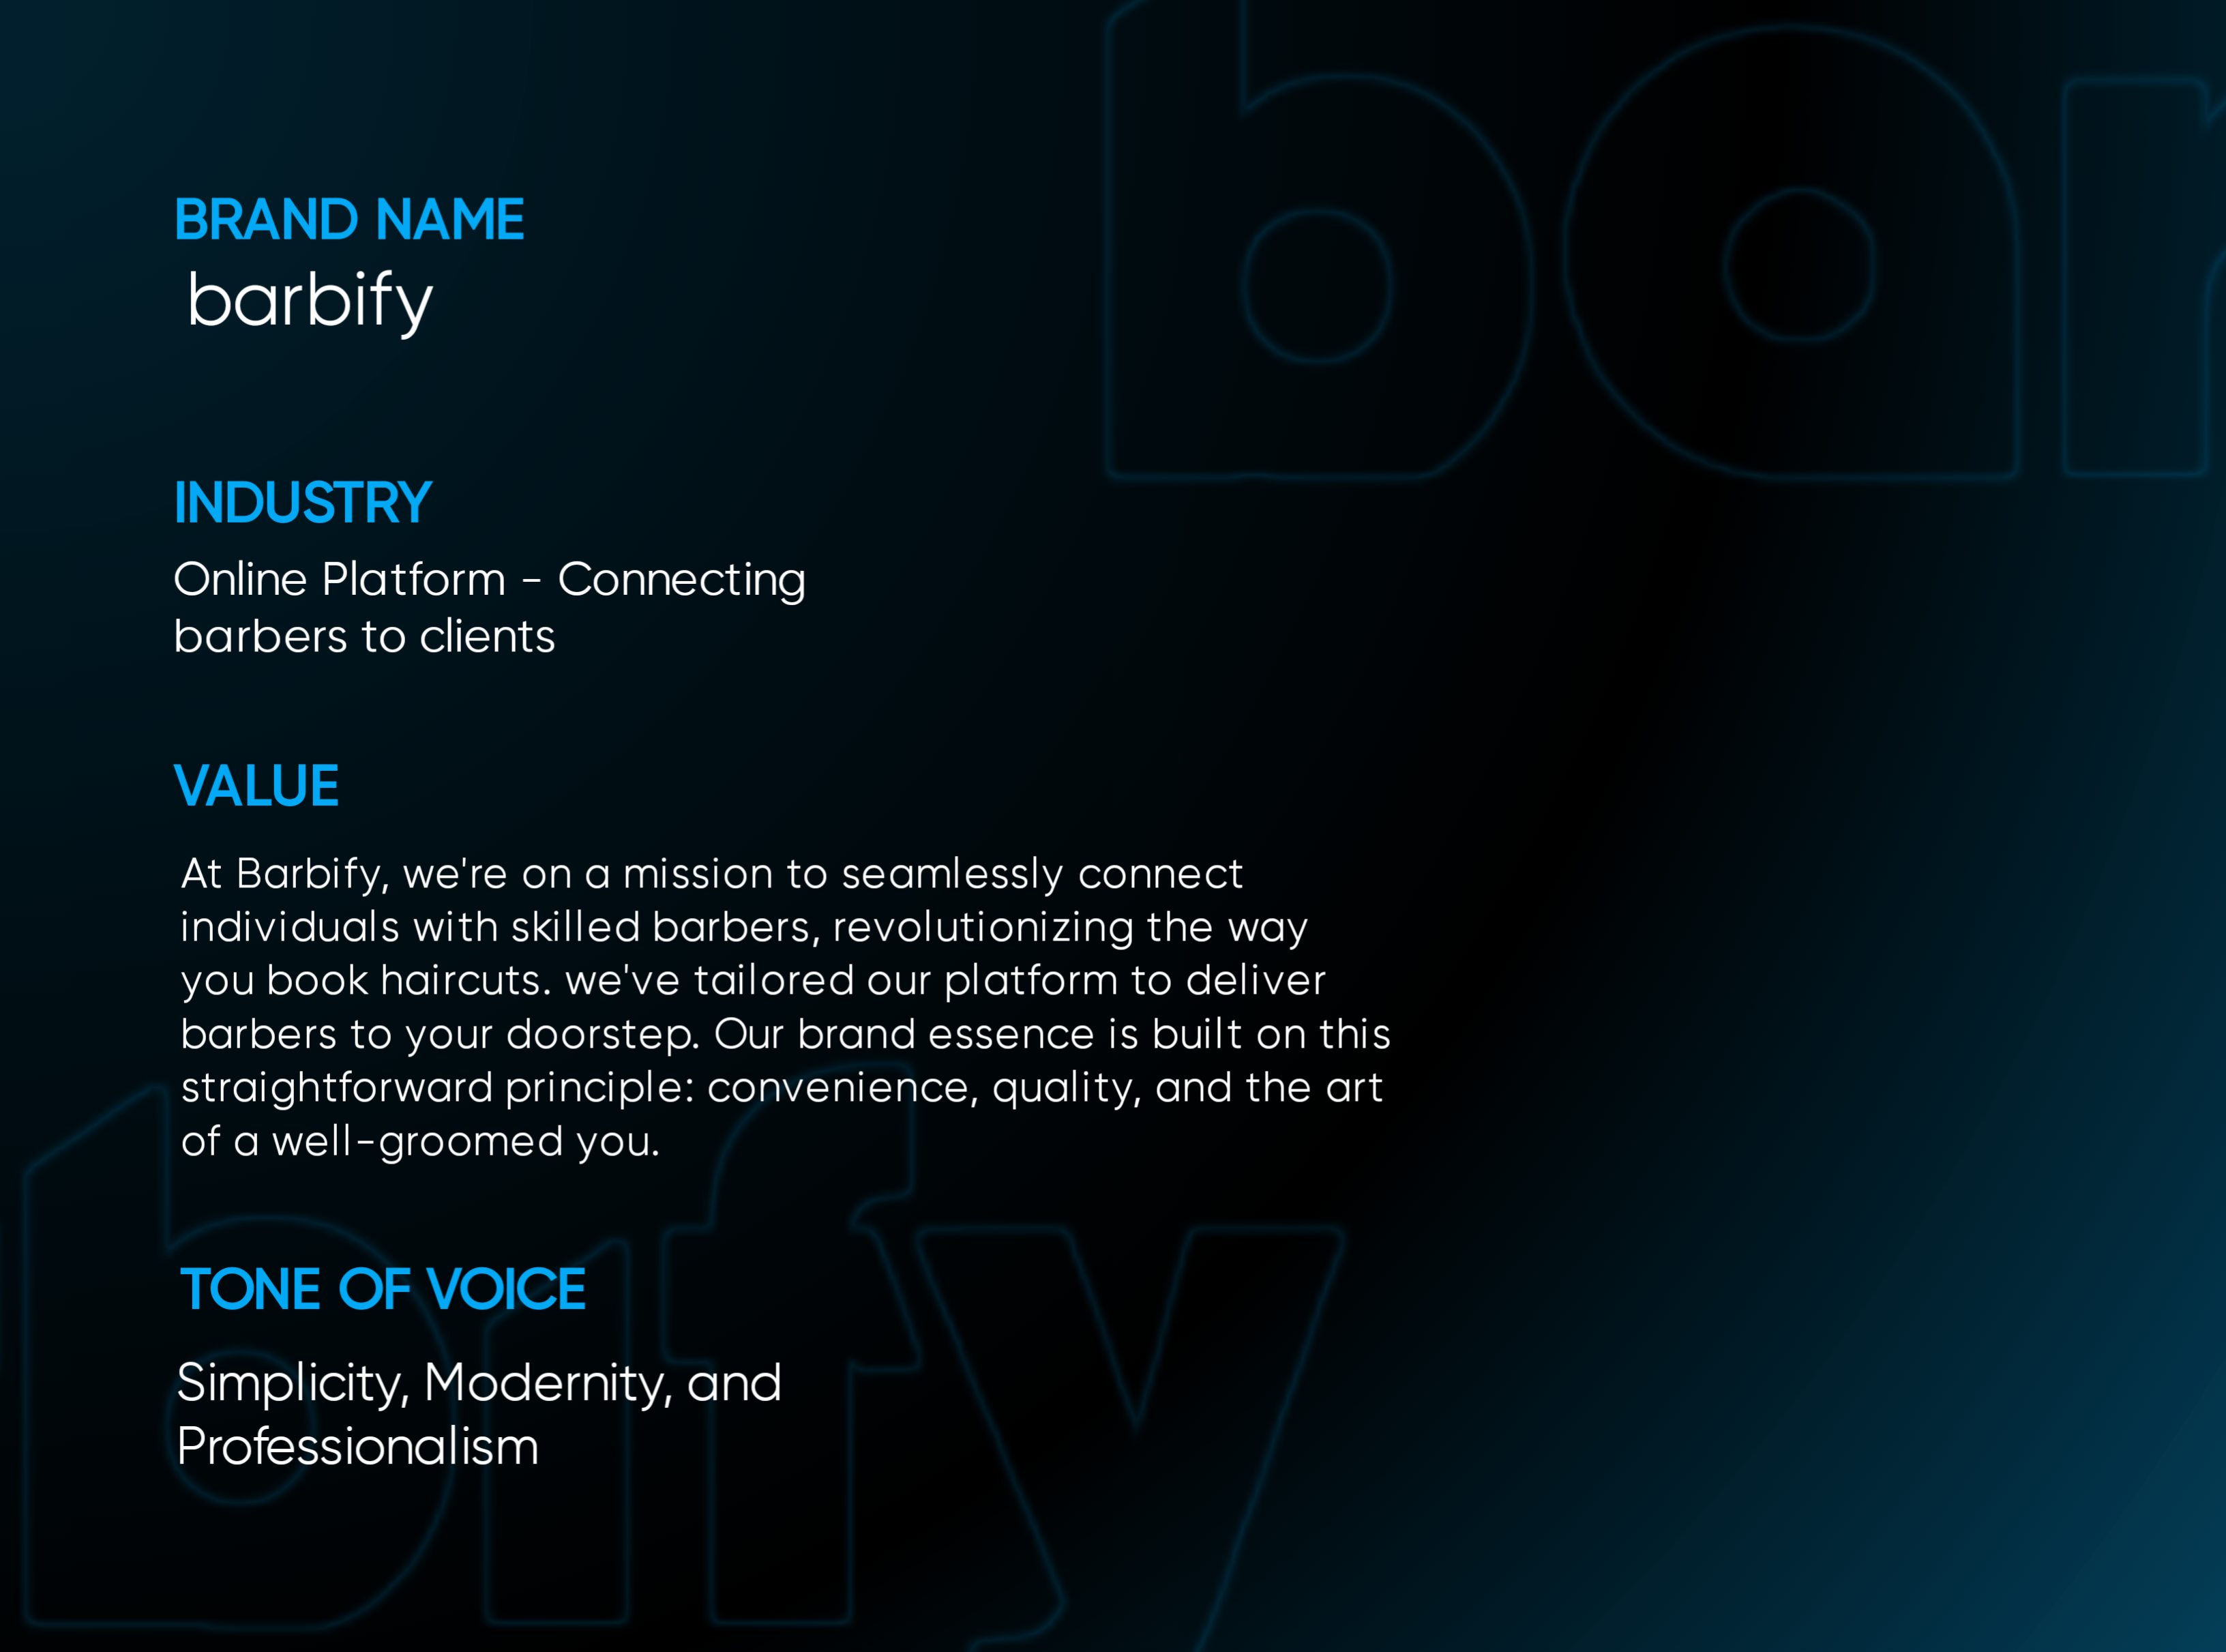 bar
BRAND NAME
barbify
INDUSTRY
Online Platform - Connecting
barbers to clients
VALUE
At Barbify, we're on a mission to seamlessly connect
individuals with skilled barbers, revolutionizing the way
you book haircuts. we've tailored our platform to deliver
barbers to your doorstep. Our brand essence is built on this
straightforward principle: convenience, quality, and the art
of a well-groomed you.
TONE OF VOICE
Simplicity, Modernity, and
Professionalism
bify